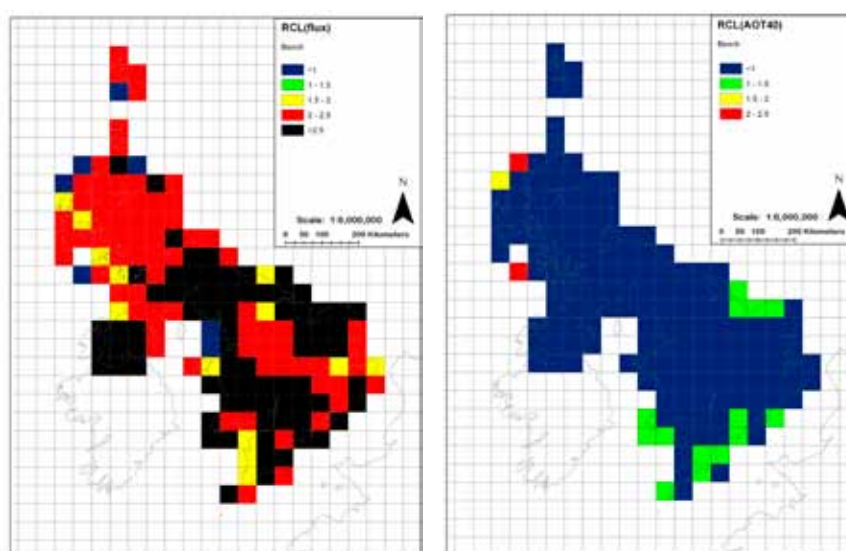 RCL(flux)
Beech
<1
1 - 1.5
1.5 - 2
2 - 2.5
>2.5
N
Scale: 1:6,000,000
0 50 100 200 Kilometers
RCL(AOT40)
Beech
<1
1 - 1.5
1.5 - 2
2 - 2.5
N
Scale: 1:6,000,000
0 50 100 200 Kilometers